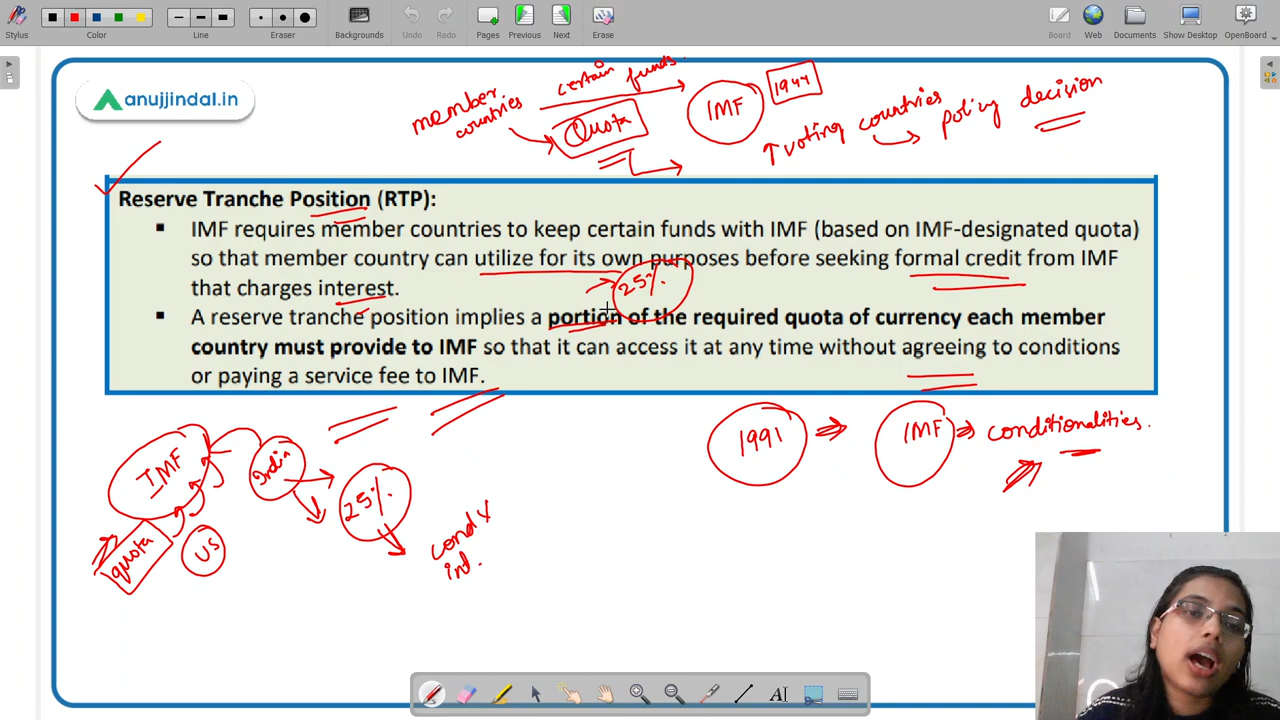 Stylus
Color
Line
Eraser
Backgrounds
Undo
Redo
Pages
Previous
Next
Erase
Board
Web
Documents
Show Desktop
OpenBoard
anujjindal.in
member
countries
certain funds
Quota
IMF
1944
↑ voting countries
policy decision
Reserve Tranche Position (RTP):
IMF requires member countries to keep certain funds with IMF (based on IMF-designated quota)
so that member country can utilize for its own purposes before seeking formal credit from IMF
that charges interest.
25%
A reserve tranche position implies a portion of the required quota of currency each member
country must provide to IMF so that it can access it at any time without agreeing to conditions
or paying a service fee to IMF.
IMF
India
25%
quota
US
cond x
int.
1991
IMF
conditionalities.
AI